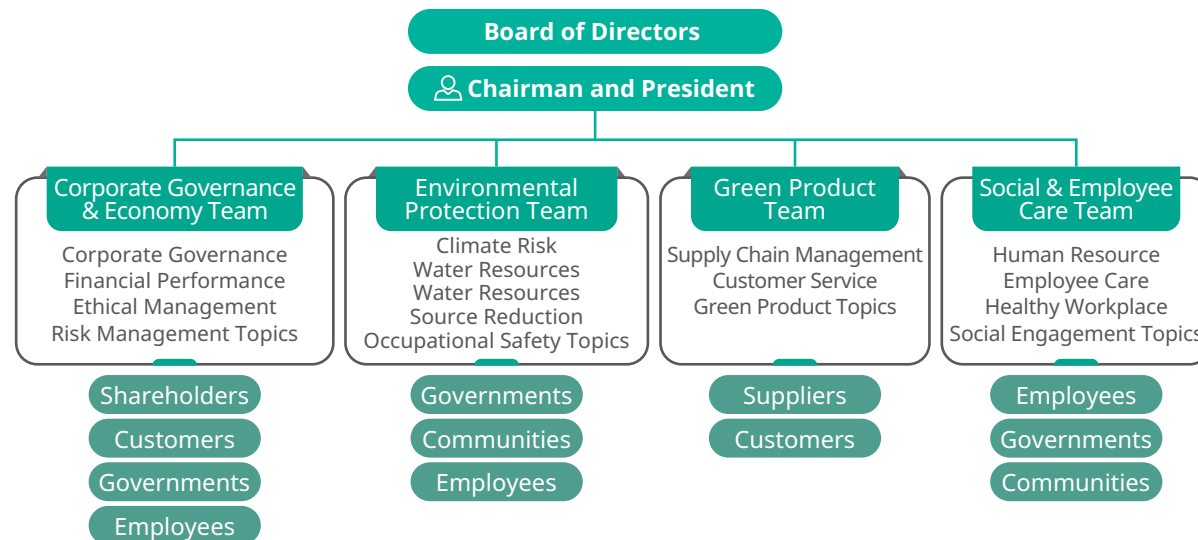 Board of Directors
Chairman and President
Corporate Governance
& Economy Team
Corporate Governance
Financial Performance
Ethical Management
Risk Management Topics
Shareholders
Customers
Governments
Employees
Environmental
Protection Team
Climate Risk
Water Resources
Water Resources
Source Reduction
Occupational Safety Topics
Governments
Communities
Employees
Green Product
Team
Supply Chain Management
Customer Service
Green Product Topics
Suppliers
Customers
Social & Employee
Care Team
Human Resource
Employee Care
Healthy Workplace
Social Engagement Topics
Employees
Governments
Communities